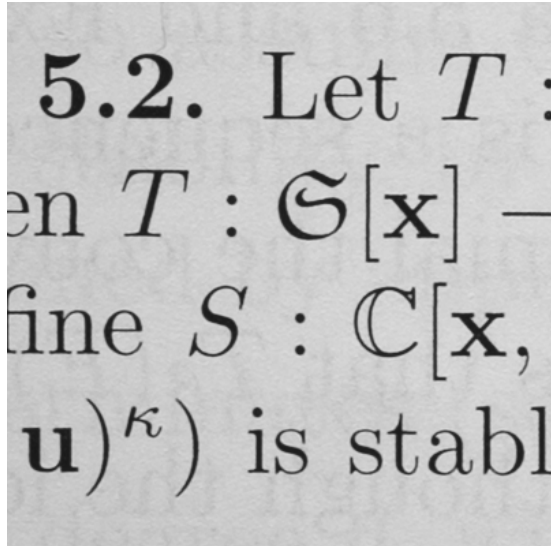 5.2. Let T :
en T : 𝔖[x] –
fine S : ℂ[x,
u)^κ) is stabl